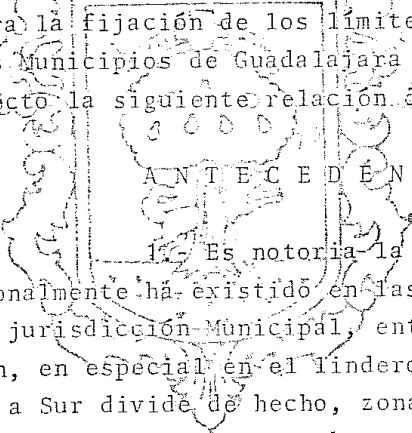 ra la fijación de los límite
s Municipios de Guadalajara
ecto la siguiente relación d
A N T E C E D É N
1.- Es notoria la
onalmente ha existido en las
jurisdicción Municipal, ent
n, en especial en el lindero
a Sur divide de hecho, zona